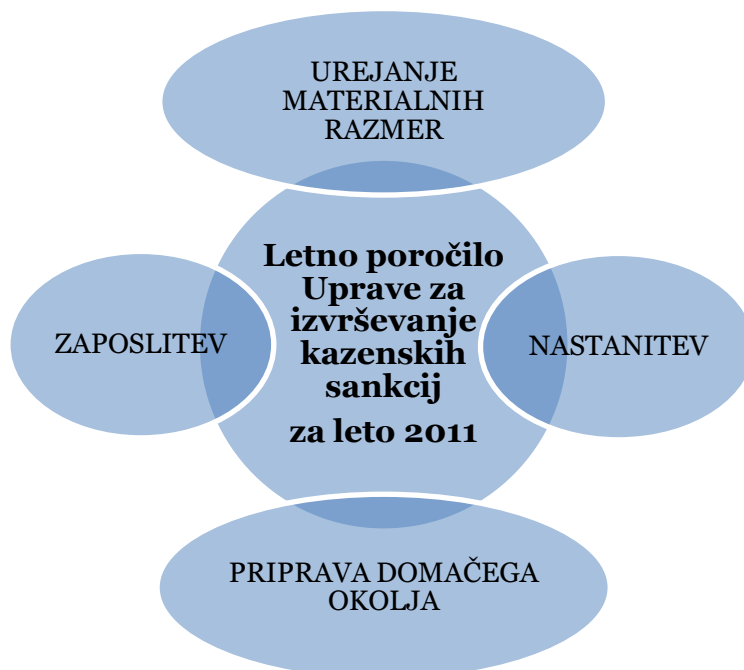 UREJANJE
MATERIALNIH
RAZMER
Letno poročilo
Uprave za
izvrševanje
kazenskih
sankcij
za leto 2011
ZAPOSLITEV
NASTANITEV
PRIPRAVA DOMAČEGA
OKOLJA